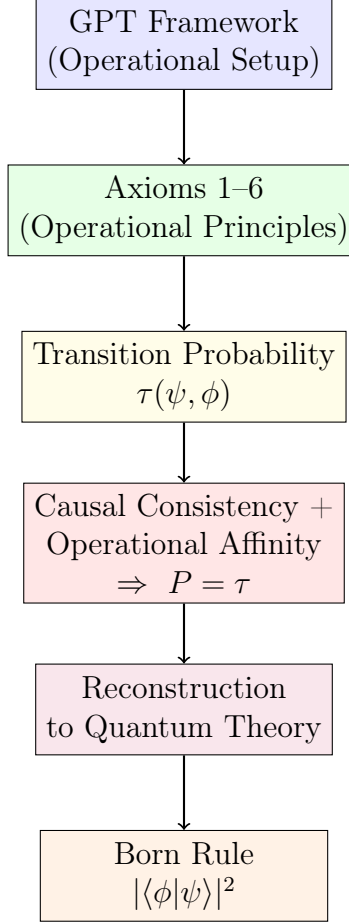 GPT Framework
(Operational Setup)
Axioms 1–6
(Operational Principles)
Transition Probability
τ(ψ, ϕ)
Causal Consistency +
Operational Affinity
⇒ P = τ
Reconstruction
to Quantum Theory
Born Rule
|⟨ϕ|ψ⟩|²